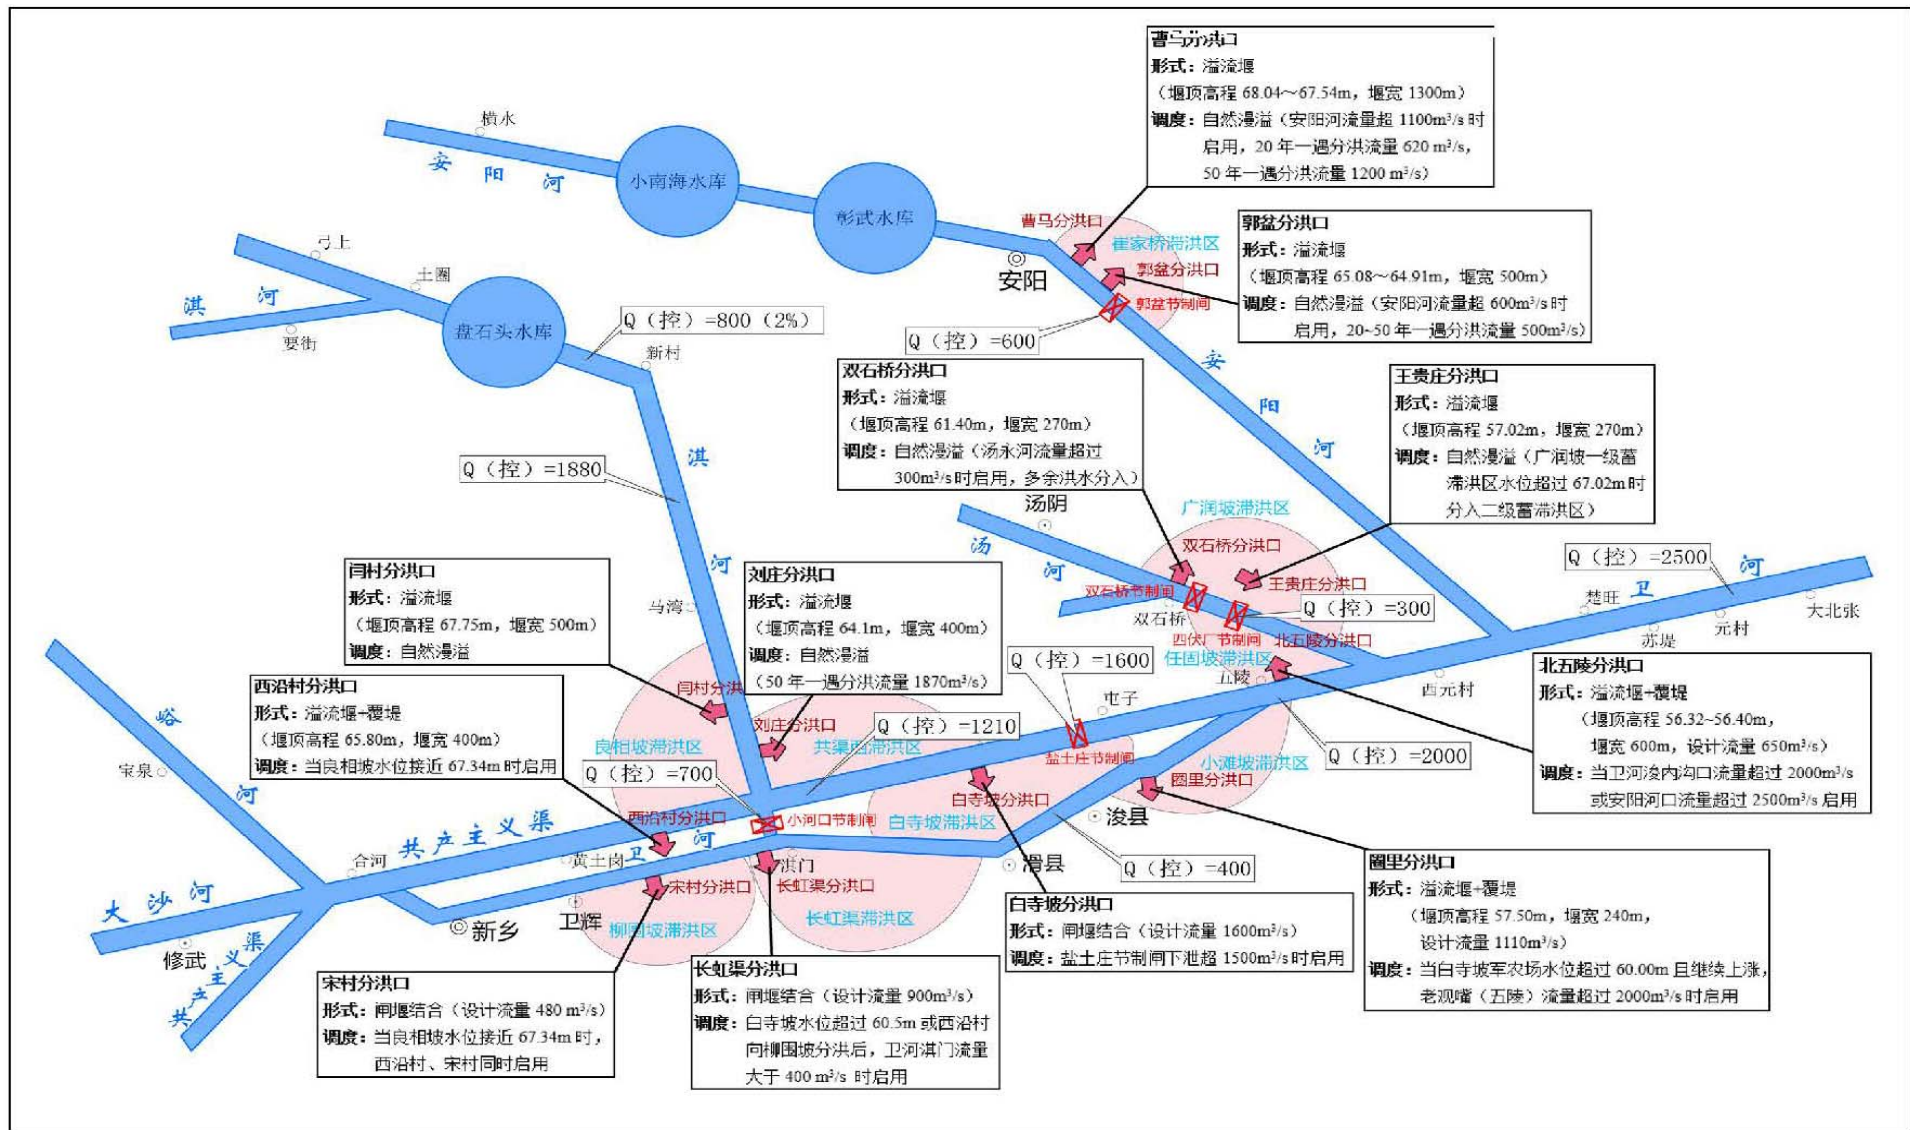 曹马分洪口
形式：溢流堰
（堰顶高程 68.04～67.54m，堰宽 1300m）
调度：自然漫溢（安阳河流量超 1100m³/s 时
启用，20 年一遇分洪流量 620 m³/s，
50 年一遇分洪流量 1200 m³/s）
横水
安阳河
小南海水库
彰武水库
曹马分洪口
崔家桥滞洪区
郭盆分洪口
郭盆节制闸
安阳
郭盆分洪口
形式：溢流堰
（堰顶高程 65.08～64.91m，堰宽 500m）
调度：自然漫溢（安阳河流量超 600m³/s 时
启用，20~50 年一遇分洪流量 500m³/s）
弓上
土圈
淇河
要街
盘石头水库
Q（控）=800（2%）
新村
Q（控）=600
安阳河
双石桥分洪口
形式：溢流堰
（堰顶高程 61.40m，堰宽 270m）
调度：自然漫溢（汤永河流量超过
300m³/s 时启用，多余洪水分入）
王贵庄分洪口
形式：溢流堰
（堰顶高程 57.02m，堰宽 270m）
调度：自然漫溢（广润坡一级蓄
滞洪区水位超过 67.02m 时
分入二级蓄滞洪区）
Q（控）=1880
淇河
汤阴
汤河
广润坡滞洪区
双石桥分洪口
王贵庄分洪口
双石桥节制闸
双石桥
Q（控）=300
四伏厂节制闸
北五陵分洪口
任固坡滞洪区
五陵
Q（控）=2500
卫河
楚旺
苏堤
元村
大北张
西元村
闫村分洪口
形式：溢流堰
（堰顶高程 67.75m，堰宽 500m）
调度：自然漫溢
马湾
刘庄分洪口
形式：溢流堰
（堰顶高程 64.1m，堰宽 400m）
调度：自然漫溢
（50 年一遇分洪流量 1870m³/s）
Q（控）=1600
屯子
北五陵分洪口
形式：溢流堰+覆堤
（堰顶高程 56.32~56.40m，
堰宽 600m，设计流量 650m³/s）
调度：当卫河浚内沟口流量超过 2000m³/s
或安阳河口流量超过 2500m³/s 启用
西沿村分洪口
形式：溢流堰+覆堤
（堰顶高程 65.80m，堰宽 400m）
调度：当良相坡水位接近 67.34m 时启用
闫村分洪
刘庄分洪口
良相坡滞洪区
共渠西滞洪区
Q（控）=1210
Q（控）=700
盐土庄节制闸
小滩坡滞洪区
圈里分洪口
Q（控）=2000
白寺坡分洪口
白寺坡滞洪区
浚县
峪河
宝泉
西沿村分洪口
小河口节制闸
共产主义渠
合河
黄土岗
卫河
淇门
滑县
Q（控）=400
大沙河
修武
共产主义渠
新乡
卫辉
宋村分洪口
柳围坡滞洪区
长虹渠分洪口
长虹渠滞洪区
白寺坡分洪口
形式：闸堰结合（设计流量 1600m³/s）
调度：盐土庄节制闸下泄超 1500m³/s 时启用
圈里分洪口
形式：溢流堰+覆堤
（堰顶高程 57.50m，堰宽 240m，
设计流量 1110m³/s）
调度：当白寺坡军农场水位超过 60.00m 且继续上涨，
老观嘴（五陵）流量超过 2000m³/s 时启用
宋村分洪口
形式：闸堰结合（设计流量 480 m³/s）
调度：当良相坡水位接近 67.34m 时，
西沿村、宋村同时启用
长虹渠分洪口
形式：闸堰结合（设计流量 900m³/s）
调度：白寺坡水位超过 60.5m 或西沿村
向柳围坡分洪后，卫河淇门流量
大于 400 m³/s 时启用